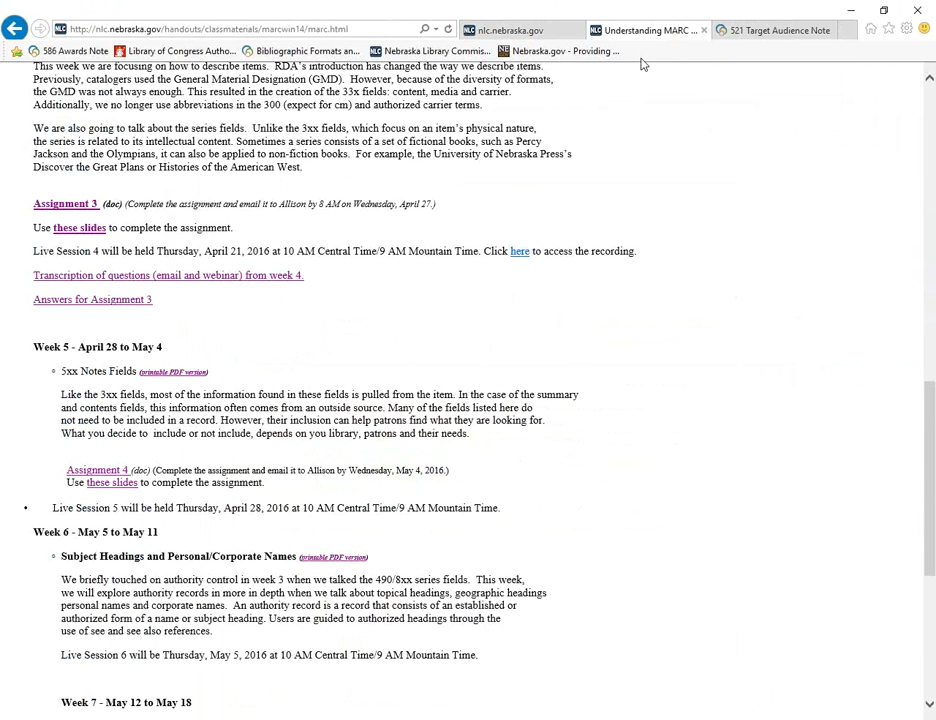 http://nlc.nebraska.gov/handouts/classmatenials/marcwin14/marc.html
NLC nlc.nebraska.gov
NLC Understanding MARC ... ×
521 Target Audience Note
586 Awards Note
Library of Congress Autho...
Bibliographic Formats and...
NLC Nebraska Library Commis...
NE Nebraska.gov - Providing ...
This week we are focusing on how to describe items. RDA's introduction has changed the way we describe items.
Previously, catalogers used the General Material Designation (GMD). However, because of the diversity of formats,
the GMD was not always enough. This resulted in the creation of the 33x fields: content, media and carrier.
Additionally, we no longer use abbreviations in the 300 (expect for cm) and authorized carrier terms.
We are also going to talk about the series fields. Unlike the 3xx fields, which focus on an item's physical nature,
the series is related to its intellectual content. Sometimes a series consists of a set of fictional books, such as Percy
Jackson and the Olympians, it can also be applied to non-fiction books. For example, the University of Nebraska Press's
Discover the Great Plans or Histories of the American West.
Assignment 3 (doc) (Complete the assignment and email it to Allison by 8 AM on Wednesday, April 27.)
Use these slides to complete the assignment.
Live Session 4 will be held Thursday, April 21, 2016 at 10 AM Central Time/9 AM Mountain Time. Click here to access the recording.
Transcription of questions (email and webinar) from week 4.
Answers for Assignment 3
Week 5 - April 28 to May 4
5xx Notes Fields (printable PDF version)
Like the 3xx fields, most of the information found in these fields is pulled from the item. In the case of the summary
and contents fields, this information often comes from an outside source. Many of the fields listed here do
not need to be included in a record. However, their inclusion can help patrons find what they are looking for.
What you decide to include or not include, depends on you library, patrons and their needs.
Assignment 4 (doc) (Complete the assignment and email it to Allison by Wednesday, May 4, 2016.)
Use these slides to complete the assignment.
• Live Session 5 will be held Thursday, April 28, 2016 at 10 AM Central Time/9 AM Mountain Time.
Week 6 - May 5 to May 11
Subject Headings and Personal/Corporate Names (printable PDF version)
We briefly touched on authority control in week 3 when we talked the 490/8xx series fields. This week,
we will explore authority records in more in depth when we talk about topical headings, geographic headings
personal names and corporate names. An authority record is a record that consists of an established or
authorized form of a name or subject heading. Users are guided to authorized headings through the
use of see and see also references.
Live Session 6 will be Thursday, May 5, 2016 at 10 AM Central Time/9 AM Mountain Time.
Week 7 - May 12 to May 18